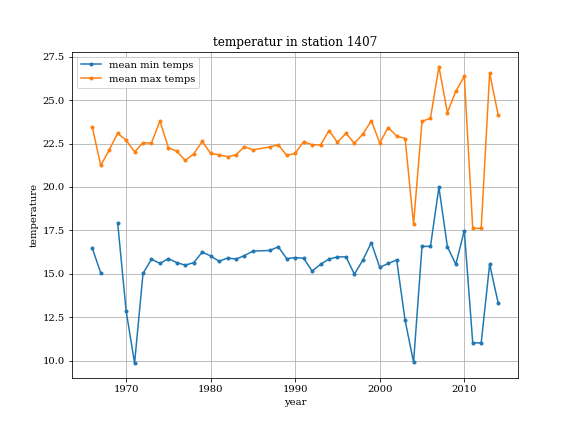 temperatur in station 1407
27.5
25.0
22.5
20.0
17.5
15.0
12.5
10.0
temperature
mean min temps
mean max temps
1970 1980 1990 2000 2010
year